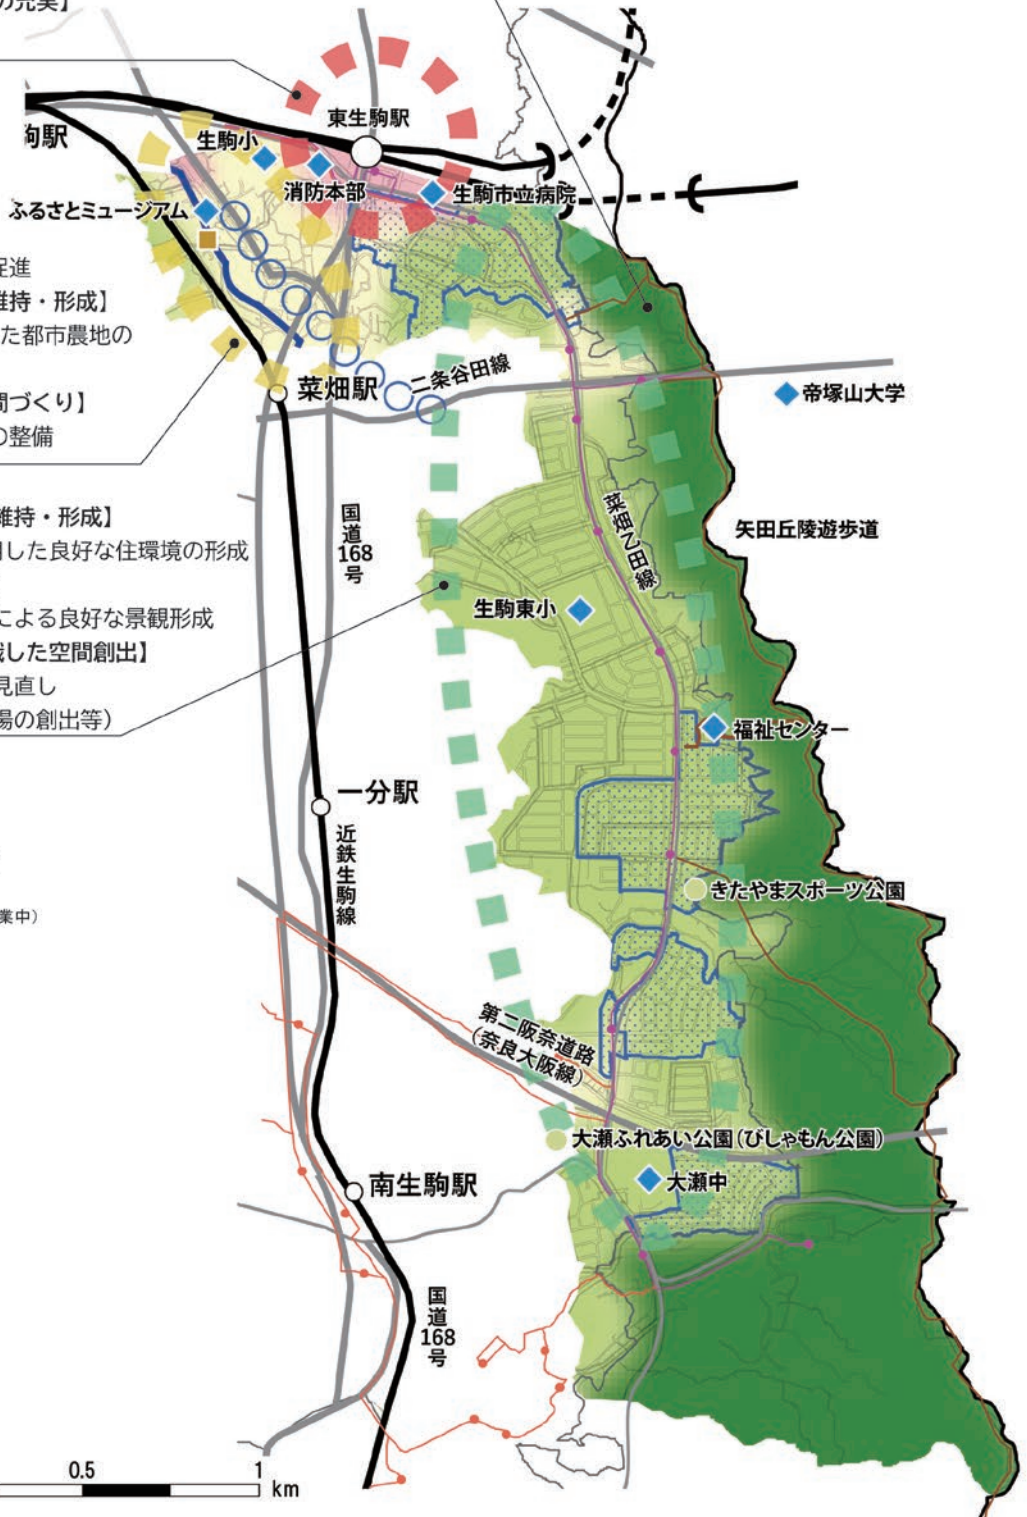 の充実】
東生駒駅
生駒小
駒駅
消防本部
生駒市立病院
ふるさとミュージアム
促進
維持・形成】
た都市農地の
二条谷田線
菜畑駅
帝塚山大学
間づくり】
の整備
国道168号
菜畑乙田線
維持・形成】
した良好な住環境の形成
矢田丘陵遊歩道
生駒東小
による良好な景観形成
した空間創出】
見直し
場の創出等）
福祉センター
一分駅
近鉄生駒線
きたやまスポーツ公園
業中）
第二阪奈道路
（奈良大阪線）
大瀬ふれあい公園（びしゃもん公園）
大瀬中
南生駒駅
国道168号
0.5
1
km